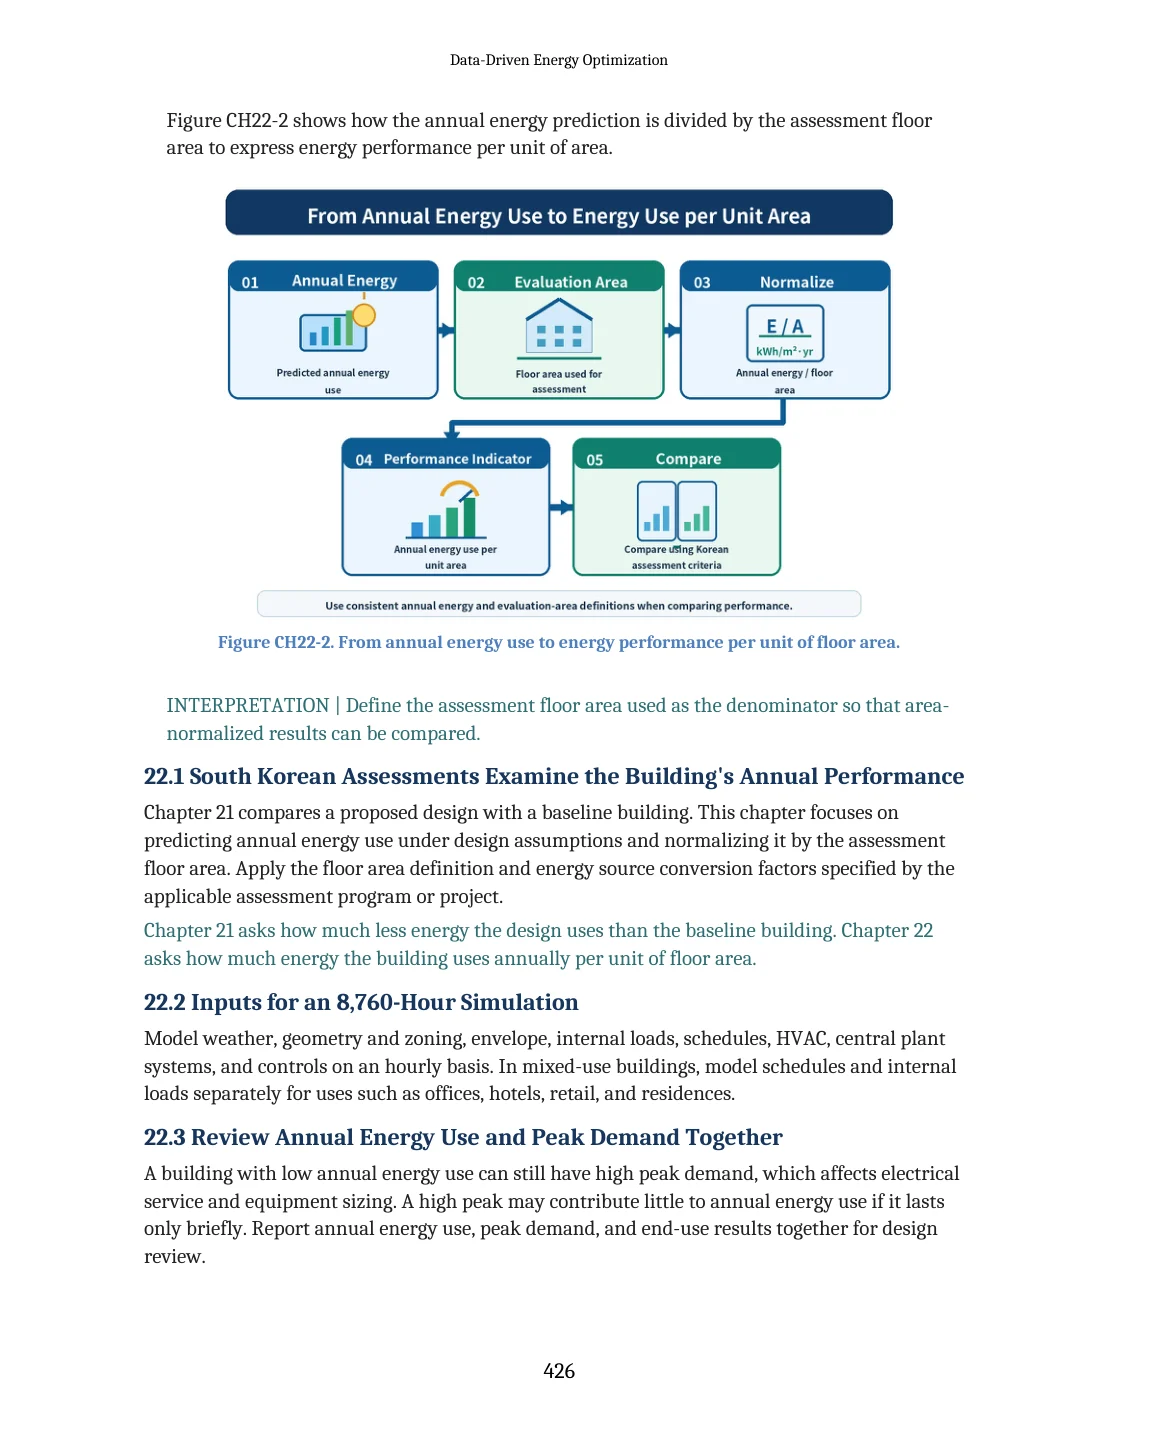 Data-Driven Energy Optimization
Figure CH22-2 shows how the annual energy prediction is divided by the assessment floor
area to express energy performance per unit of area.
From Annual Energy Use to Energy Use per Unit Area
01 Annual Energy
Predicted annual energy
use
02 Evaluation Area
Floor area used for
assessment
03 Normalize
E / A
kWh/m²·yr
Annual energy / floor
area
04 Performance Indicator
Annual energy use per
unit area
05 Compare
Compare using Korean
assessment criteria
Use consistent annual energy and evaluation-area definitions when comparing performance.
Figure CH22-2. From annual energy use to energy performance per unit of floor area.
INTERPRETATION | Define the assessment floor area used as the denominator so that area-
normalized results can be compared.
22.1 South Korean Assessments Examine the Building's Annual Performance
Chapter 21 compares a proposed design with a baseline building. This chapter focuses on
predicting annual energy use under design assumptions and normalizing it by the assessment
floor area. Apply the floor area definition and energy source conversion factors specified by the
applicable assessment program or project.
Chapter 21 asks how much less energy the design uses than the baseline building. Chapter 22
asks how much energy the building uses annually per unit of floor area.
22.2 Inputs for an 8,760-Hour Simulation
Model weather, geometry and zoning, envelope, internal loads, schedules, HVAC, central plant
systems, and controls on an hourly basis. In mixed-use buildings, model schedules and internal
loads separately for uses such as offices, hotels, retail, and residences.
22.3 Review Annual Energy Use and Peak Demand Together
A building with low annual energy use can still have high peak demand, which affects electrical
service and equipment sizing. A high peak may contribute little to annual energy use if it lasts
only briefly. Report annual energy use, peak demand, and end-use results together for design
review.
426